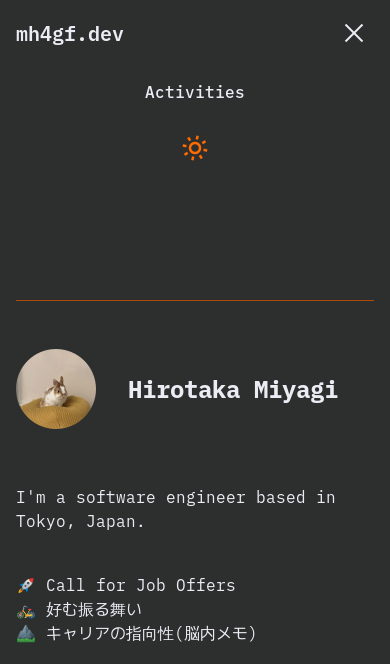 mh4gf.dev
Activities
Hirotaka Miyagi
I'm a software engineer based in
Tokyo, Japan.
🚀 Call for Job Offers
🚲 好む振る舞い
⛰️ キャリアの指向性(脳内メモ)